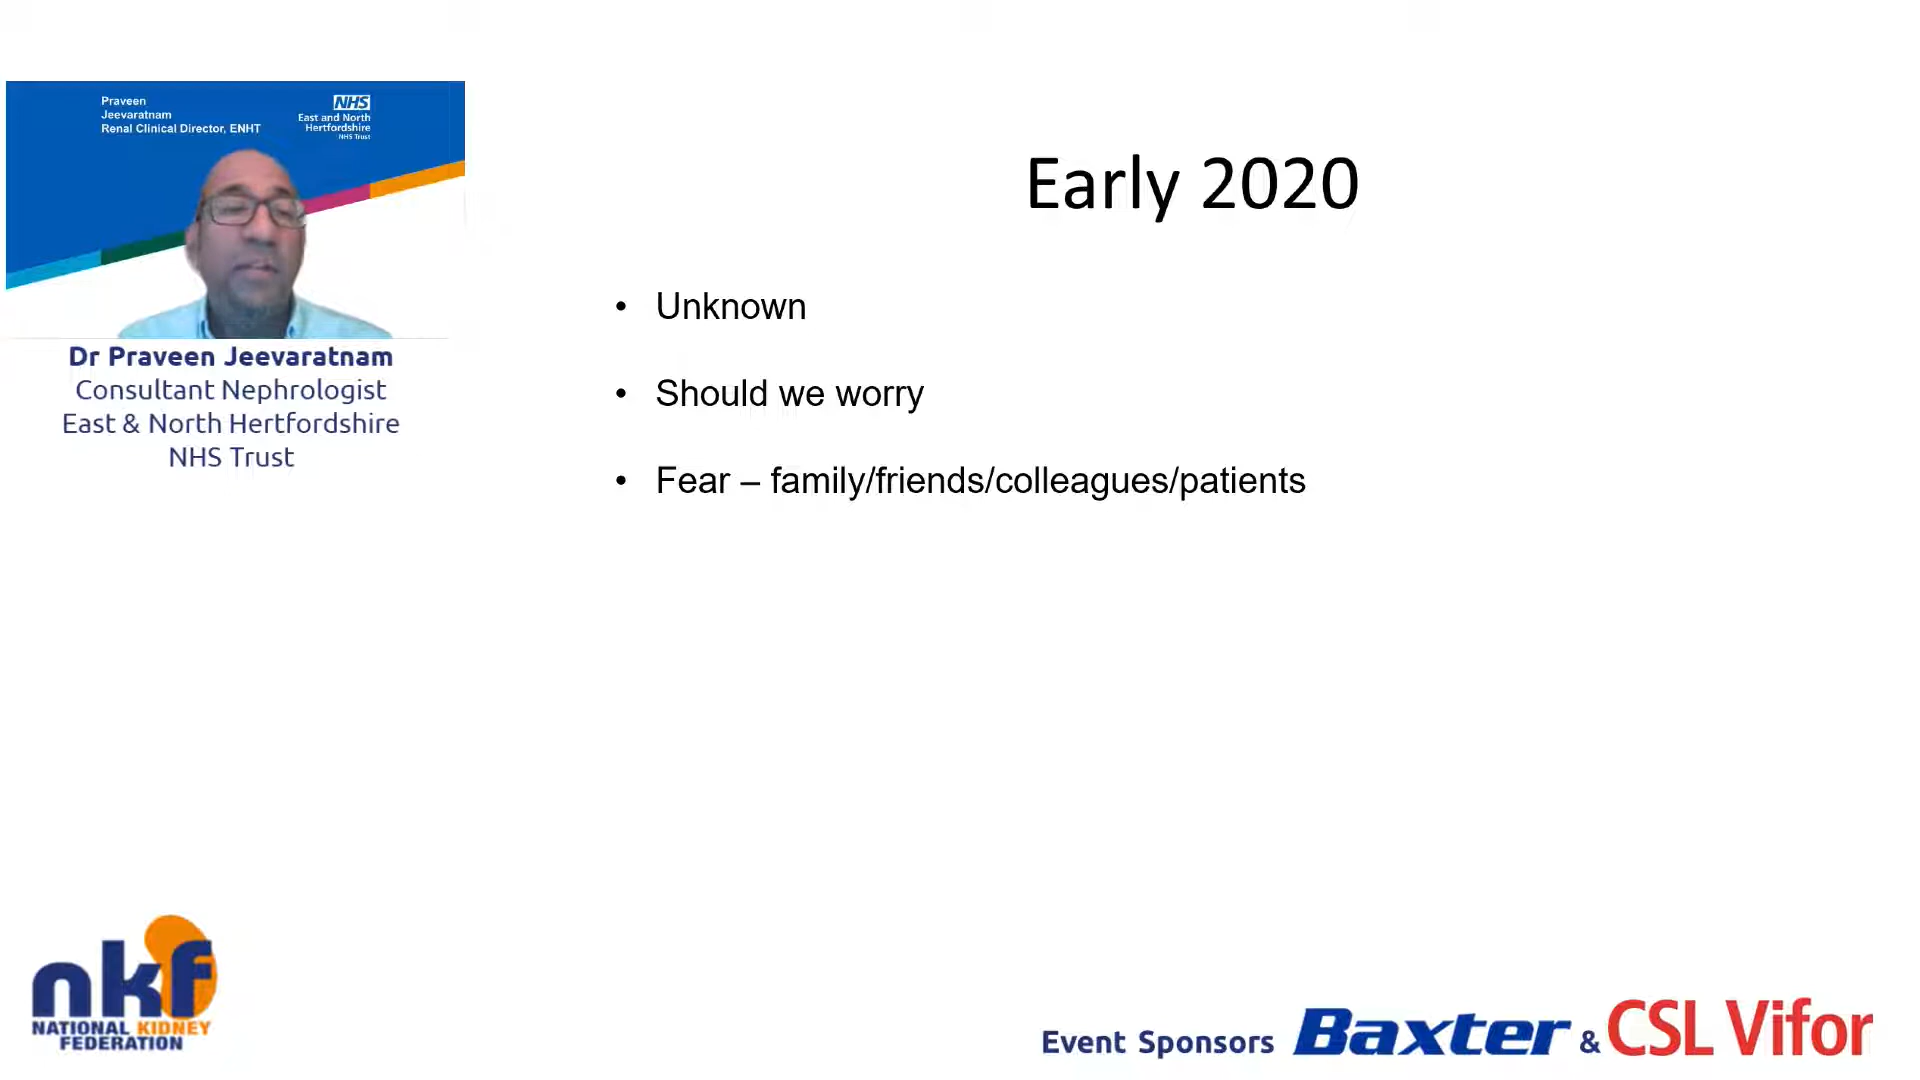 Praveen
Jeevaratnam
Renal Clinical Director, ENHT
NHS
East and North
Hertfordshire
NHS Trust
Dr Praveen Jeevaratnam
Consultant Nephrologist
East & North Hertfordshire
NHS Trust
Early 2020
• Unknown
• Should we worry
• Fear – family/friends/colleagues/patients
nkf
NATIONAL KIDNEY
FEDERATION
Event Sponsors Baxter & CSL Vifor